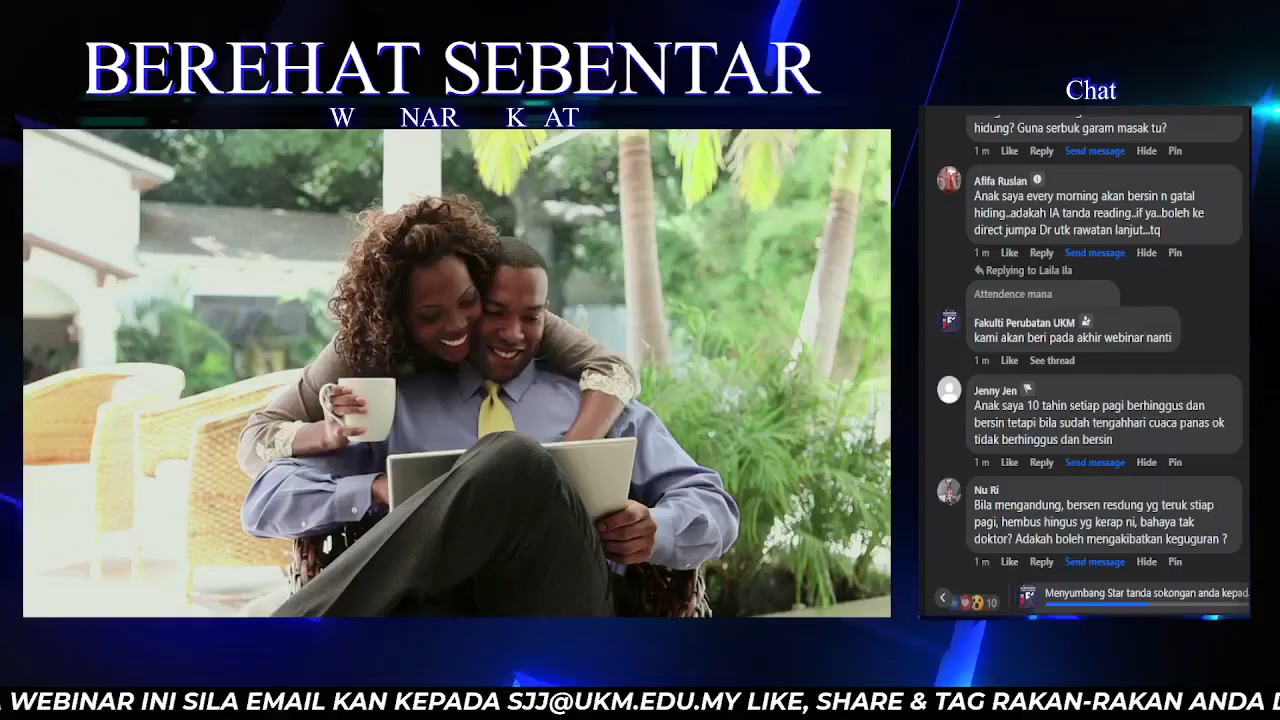 BEREHAT SEBENTAR
W NAR K AT
Chat
hidung? Guna serbuk garam masak tu?
1 m Like Reply Send message Hide Pin
Afifa Ruslan
Anak saya every morning akan bersin n gatal
hiding..adakah IA tanda reading..if ya..boleh ke
direct jumpa Dr utk rawatan lanjut...tq
1 m Like Reply Send message Hide Pin
Replying to Laila Ila
Attendence mana
Fakulti Perubatan UKM
kami akan beri pada akhir webinar nanti
1 m Like See thread
Jenny Jen
Anak saya 10 tahin setiap pagi berhinggus dan
bersin tetapi bila sudah tengahhari cuaca panas ok
tidak berhinggus dan bersin
1 m Like Reply Send message Hide Pin
Nu Ri
Bila mengandung, bersen resdung yg teruk stiap
pagi, hembus hingus yg kerap ni, bahaya tak
doktor? Adakah boleh mengakibatkan keguguran ?
1 m Like Reply Send message Hide Pin
10
Menyumbang Star tanda sokongan anda kepad
WEBINAR INI SILA EMAIL KAN KEPADA SJJ@UKM.EDU.MY LIKE, SHARE & TAG RAKAN-RAKAN ANDA